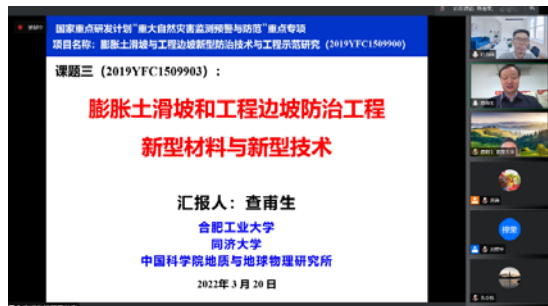 国家重点研发计划“重大自然灾害监测预警与防范”重点专项
项目名称：膨胀土滑坡与工程边坡新型防治技术与工程示范研究（2019YFC1509900）
课题三（2019YFC1509903）：
膨胀土滑坡和工程边坡防治工程
新型材料与新型技术
汇报人：查甫生
合肥工业大学
同济大学
中国科学院地质与地球物理研究所
2022年3月20日